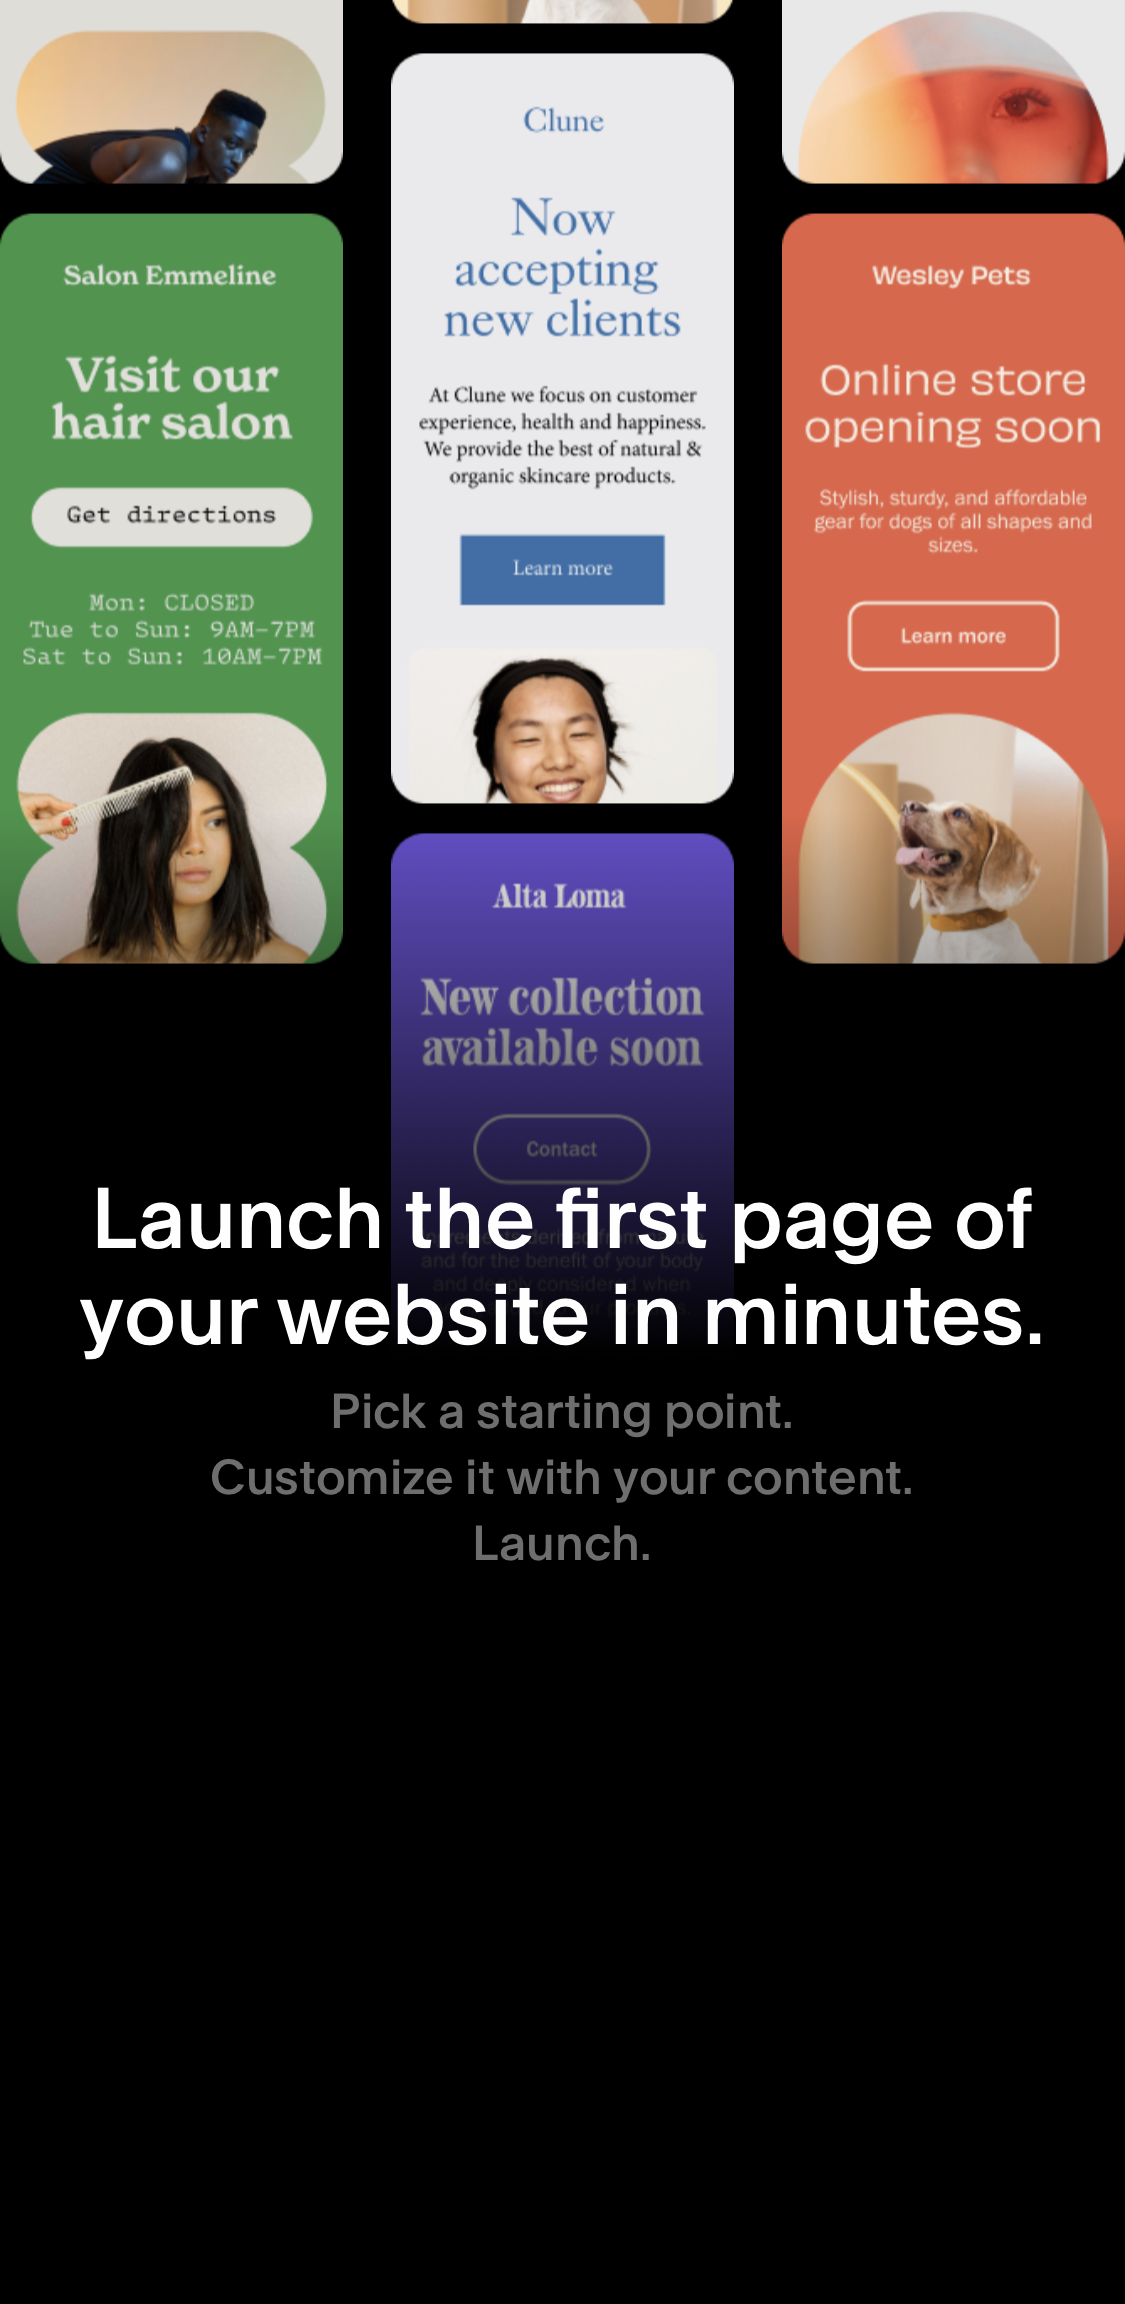 Clune
Now
accepting
new clients
At Clune we focus on customer
experience, health and happiness.
We provide the best of natural &
organic skincare products.
Learn more
Salon Emmeline
Visit our
hair salon
Get directions
Mon: CLOSED
Tue to Sun: 9AM–7PM
Sat to Sun: 10AM–7PM
Wesley Pets
Online store
opening soon
Stylish, sturdy, and affordable
gear for dogs of all shapes and
sizes.
Learn more
Alta Loma
New collection
available soon
Contact
and for the benefit of your body
and deeply considered when
Launch the first page of
your website in minutes.
Pick a starting point.
Customize it with your content.
Launch.